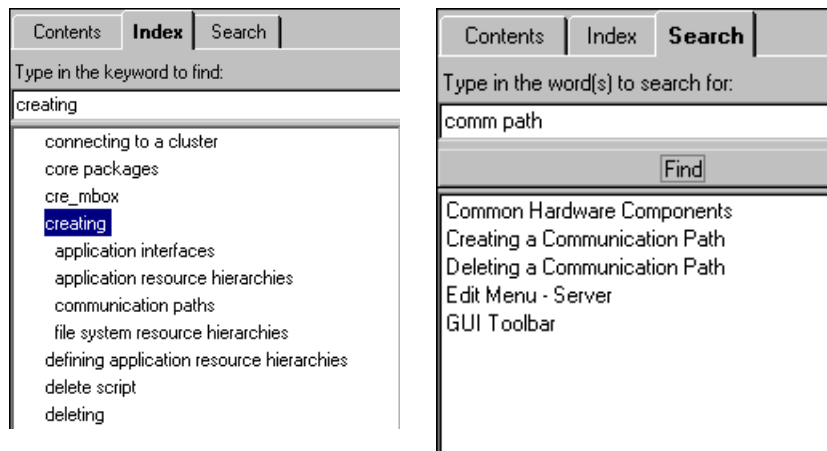 Contents Index Search
Type in the keyword to find:
creating
connecting to a cluster
core packages
cre_mbox
creating
application interfaces
application resource hierarchies
communication paths
file system resource hierarchies
defining application resource hierarchies
delete script
deleting
Contents Index Search
Type in the word(s) to search for:
comm path
Find
Common Hardware Components
Creating a Communication Path
Deleting a Communication Path
Edit Menu - Server
GUI Toolbar